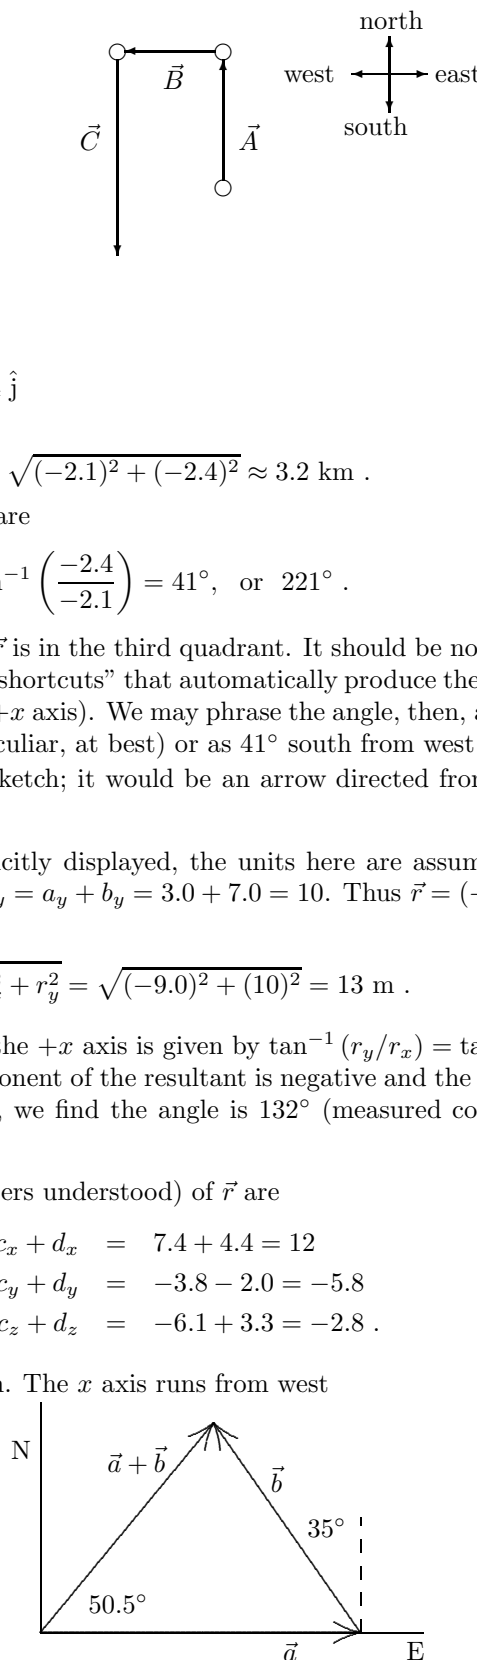 north
west east
south
B⃗
C⃗ A⃗
ĵ
√((−2.1)² + (−2.4)²) ≈ 3.2 km .
are
⁻¹ (−2.4/−2.1) = 41°, or 221° .
r⃗ is in the third quadrant. It should be no
shortcuts” that automatically produce the
+x axis). We may phrase the angle, then, a
culiar, at best) or as 41° south from west
ketch; it would be an arrow directed from
citly displayed, the units here are assum
y = a_y + b_y = 3.0 + 7.0 = 10. Thus r⃗ = (−
+ r_y² = √((−9.0)² + (10)²) = 13 m .
the +x axis is given by tan⁻¹ (r_y/r_x) = ta
onent of the resultant is negative and the
, we find the angle is 132° (measured co
ers understood) of r⃗ are
c_x + d_x = 7.4 + 4.4 = 12
c_y + d_y = −3.8 − 2.0 = −5.8
c_z + d_z = −6.1 + 3.3 = −2.8 .
n. The x axis runs from west
N
a⃗ + b⃗
b⃗
35°
50.5°
a⃗ E